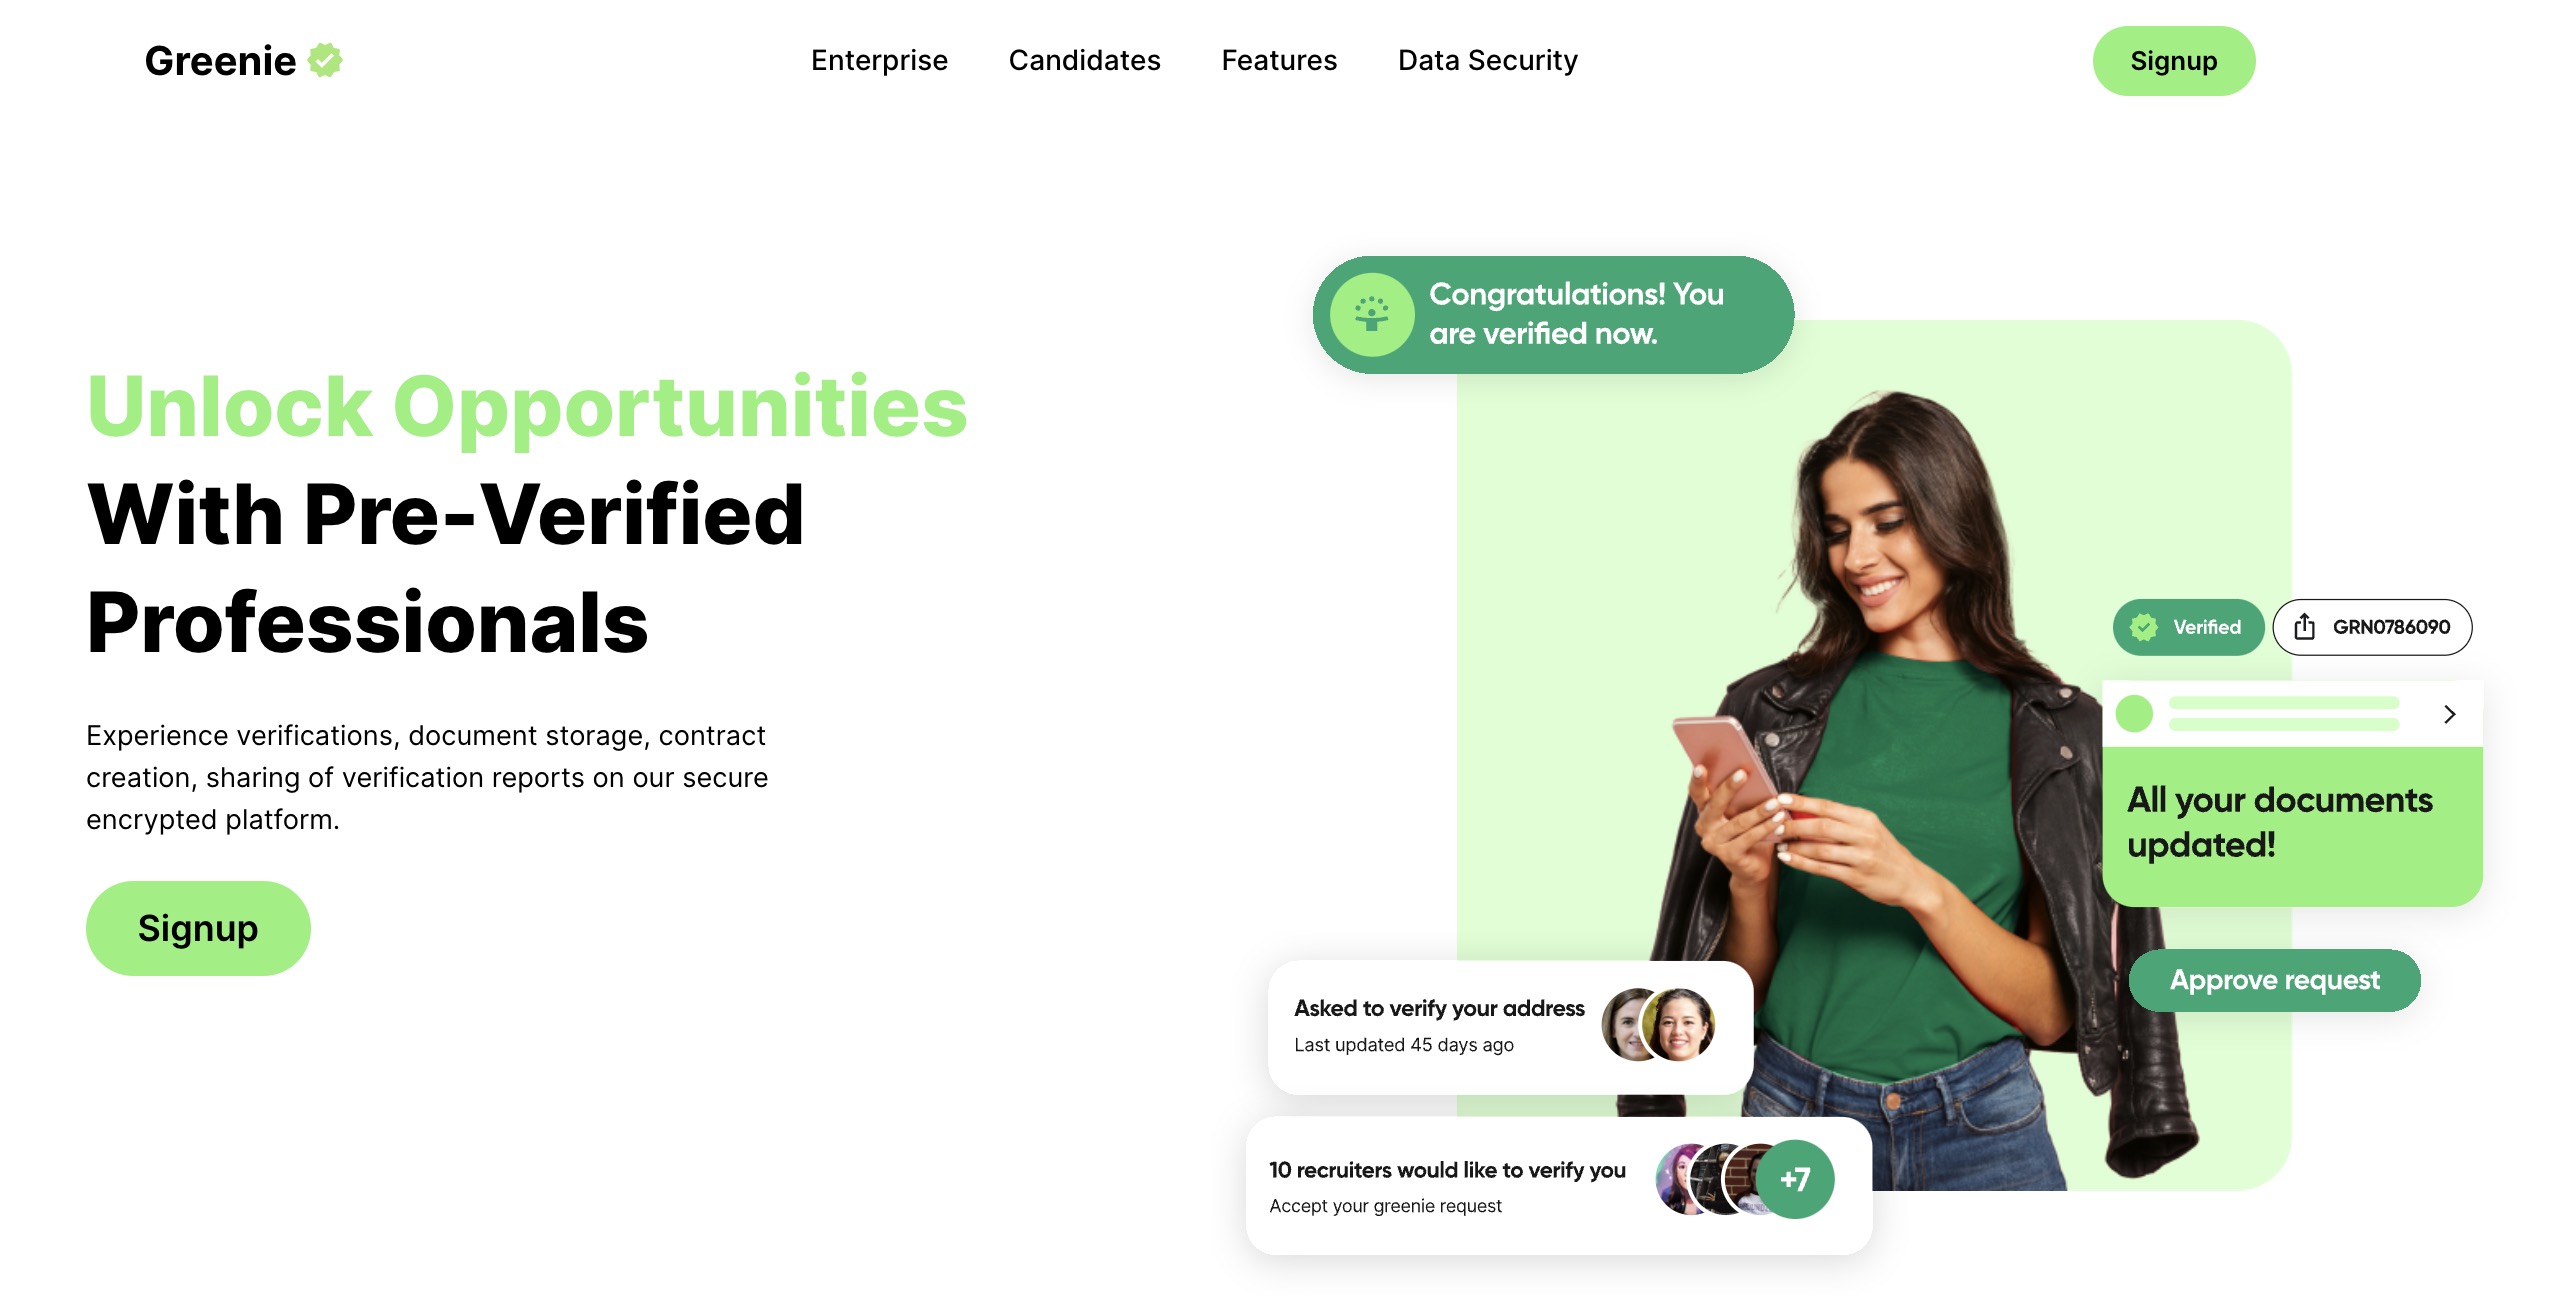 Greenie
Enterprise
Candidates
Features
Data Security
Signup
Unlock Opportunities
With Pre-Verified
Professionals
Experience verifications, document storage, contract
creation, sharing of verification reports on our secure
encrypted platform.
Signup
Congratulations! You
are verified now.
Verified
GRN0786090
All your documents
updated!
Approve request
Asked to verify your address
Last updated 45 days ago
10 recruiters would like to verify you
Accept your greenie request
+7